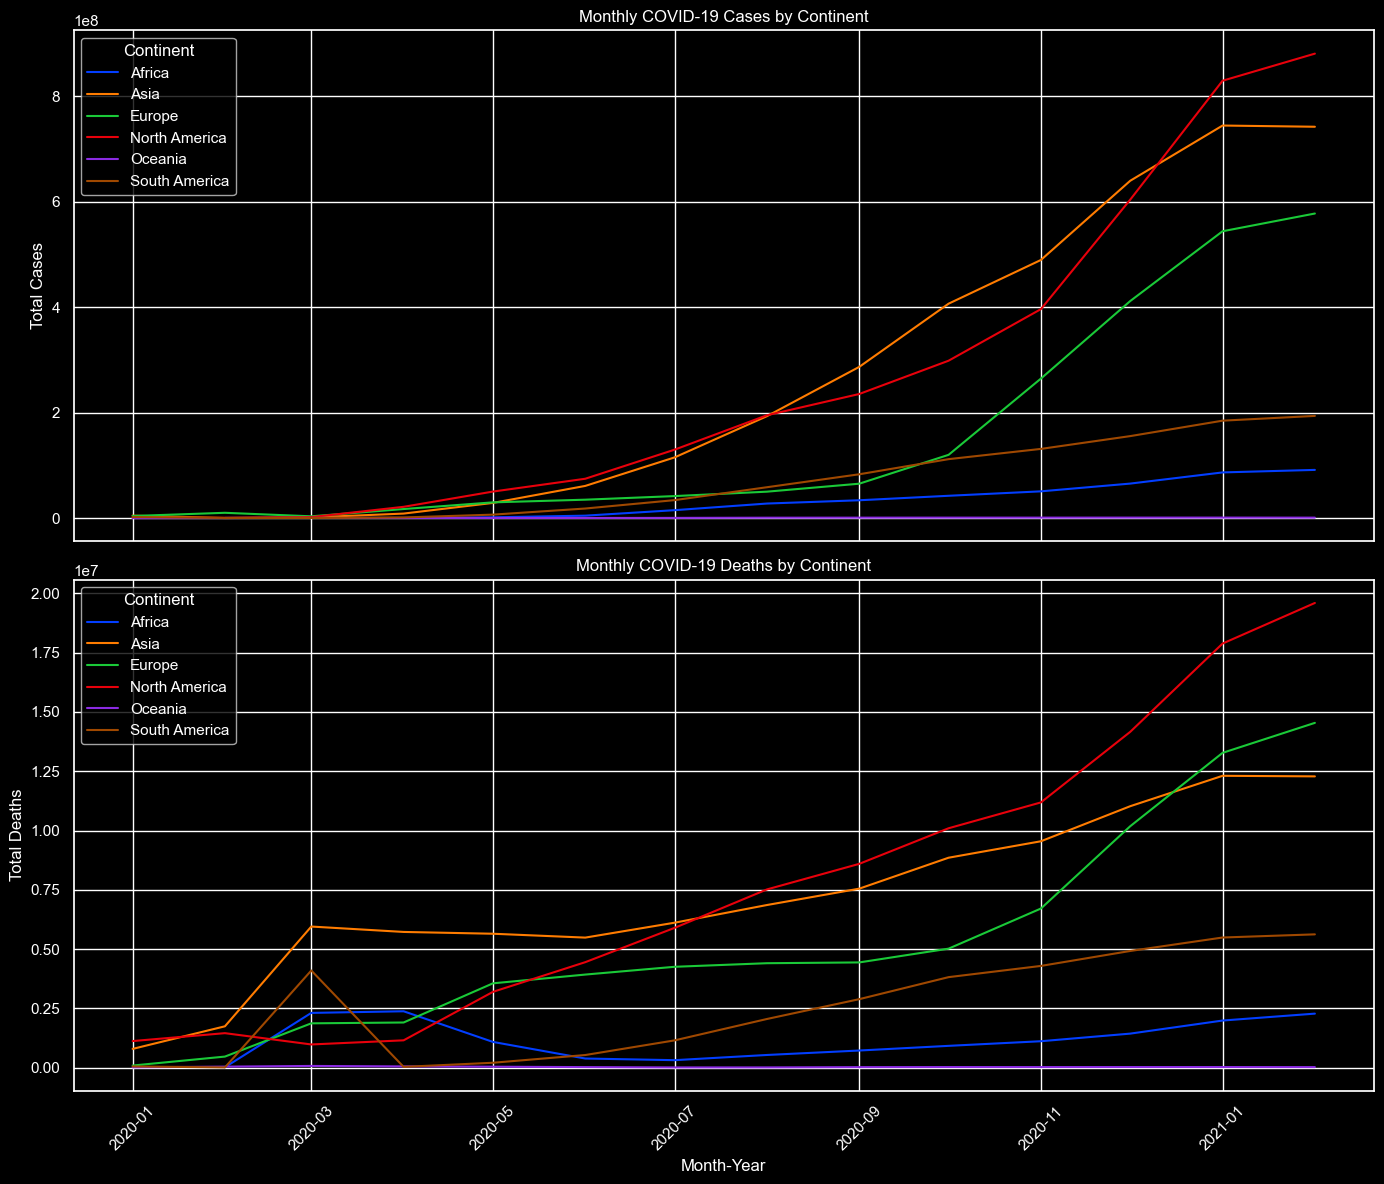 Monthly COVID-19 Cases by Continent
1e8
Continent
Africa
Asia
Europe
North America
Oceania
South America
8
6
4
2
0
Total Cases
Monthly COVID-19 Deaths by Continent
1e7
Continent
Africa
Asia
Europe
North America
Oceania
South America
2.00
1.75
1.50
1.25
1.00
0.75
0.50
0.25
0.00
Total Deaths
2020-01
2020-03
2020-05
2020-07
2020-09
2020-11
2021-01
Month-Year